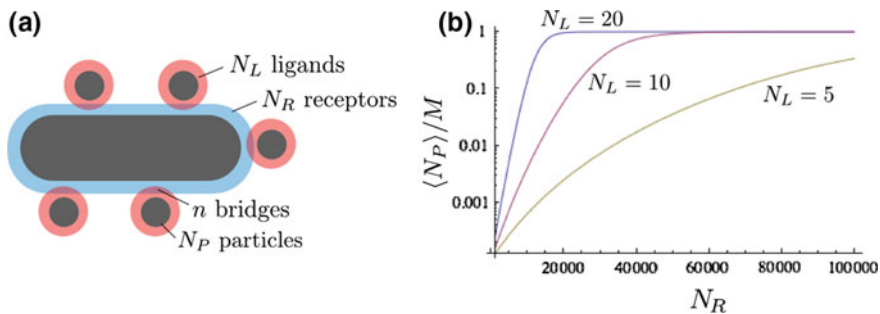 (a)
N_L ligands
N_R receptors
n bridges
N_P particles
(b)
⟨N_P⟩/M
1
0.1
0.01
0.001
N_L = 20
N_L = 10
N_L = 5
20000 40000 60000 80000 100000
N_R